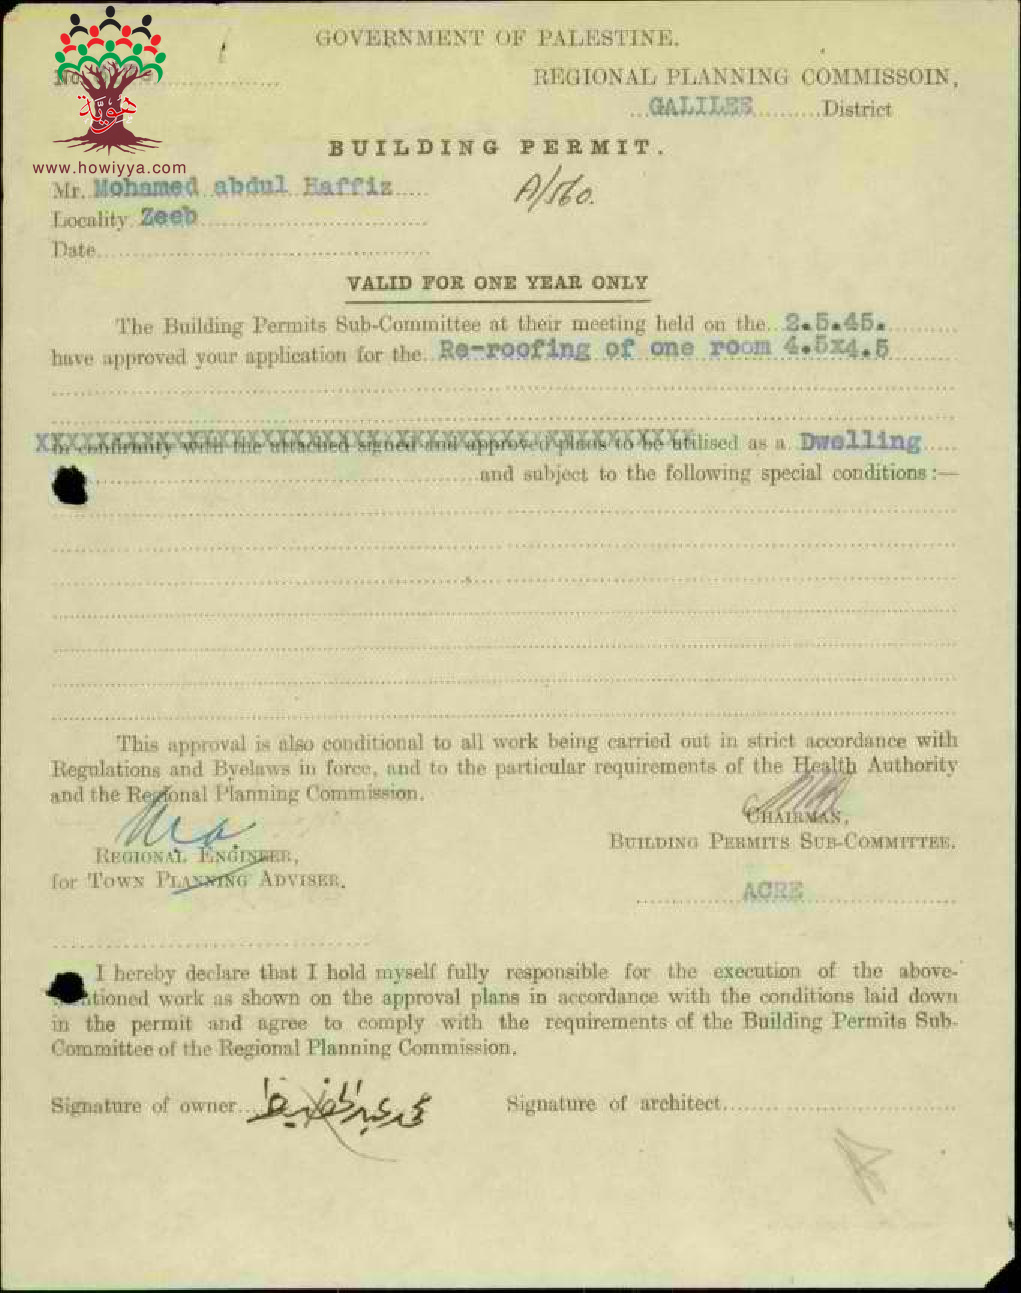 GOVERNMENT OF PALESTINE.
No.
REGIONAL PLANNING COMMISSOIN,
GALILEE District
هوية
www.howiyya.com
BUILDING PERMIT.
Mr. Mohamed abdul Haffiz
A/560.
Locality. Zeeb
Date
VALID FOR ONE YEAR ONLY
The Building Permits Sub-Committee at their meeting held on the 2.5.45.
have approved your application for the Re-roofing of one room 4.5x4.5
in confirmity with the attached signed and approved plans to be utilised as a Dwelling
and subject to the following special conditions :—
This approval is also conditional to all work being carried out in strict accordance with
Regulations and Byelaws in force, and to the particular requirements of the Health Authority
and the Regional Planning Commission.
CHAIRMAN,
BUILDING PERMITS SUB-COMMITTEE.
REGIONAL ENGINEER,
for TOWN PLANNING ADVISER.
ACRE
I hereby declare that I hold myself fully responsible for the execution of the above-
tioned work as shown on the approval plans in accordance with the conditions laid down
in the permit and agree to comply with the requirements of the Building Permits Sub-
Committee of the Regional Planning Commission.
Signature of owner محمد عبد الحفيظ Signature of architect